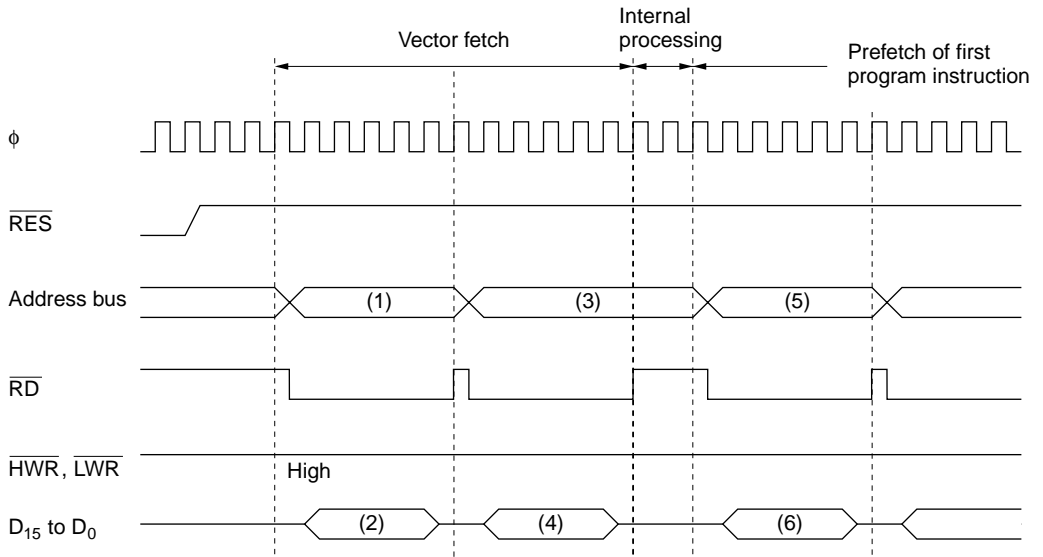 Vector fetch
Internal
processing
Prefetch of first
program instruction
φ
RES
Address bus
(1)
(3)
(5)
RD
HWR, LWR
High
D15 to D0
(2)
(4)
(6)